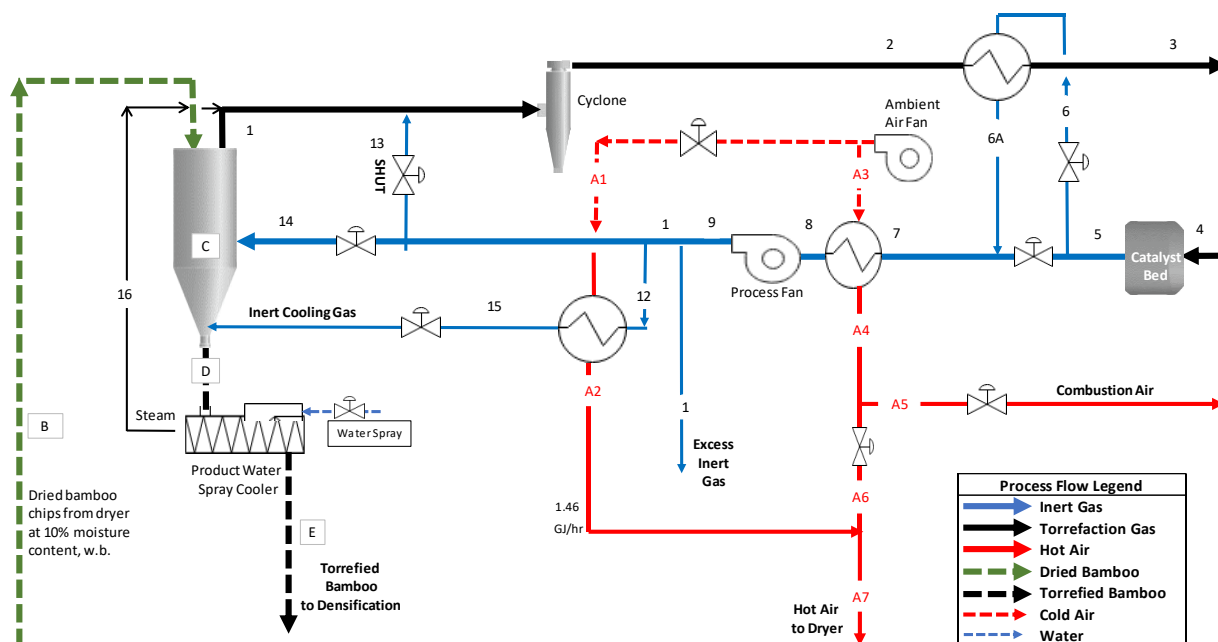 2
3
Cyclone
Ambient
Air Fan
1
13
SHUT
6
6A
A1
A3
14
C
1
9
8
7
5
4
Catalyst
Bed
Process Fan
16
12
Inert Cooling Gas
15
A4
D
A2
A5
Combustion Air
Steam
B
Water Spray
1
Product Water
Spray Cooler
Excess
Inert
Gas
Dried bamboo
chips from dryer
at 10% moisture
content, w.b.
E
1.46
GJ/hr
A6
Torrefied
Bamboo
to Densification
A7
Hot Air
to Dryer
Process Flow Legend
Inert Gas
Torrefaction Gas
Hot Air
Dried Bamboo
Torrefied Bamboo
Cold Air
Water